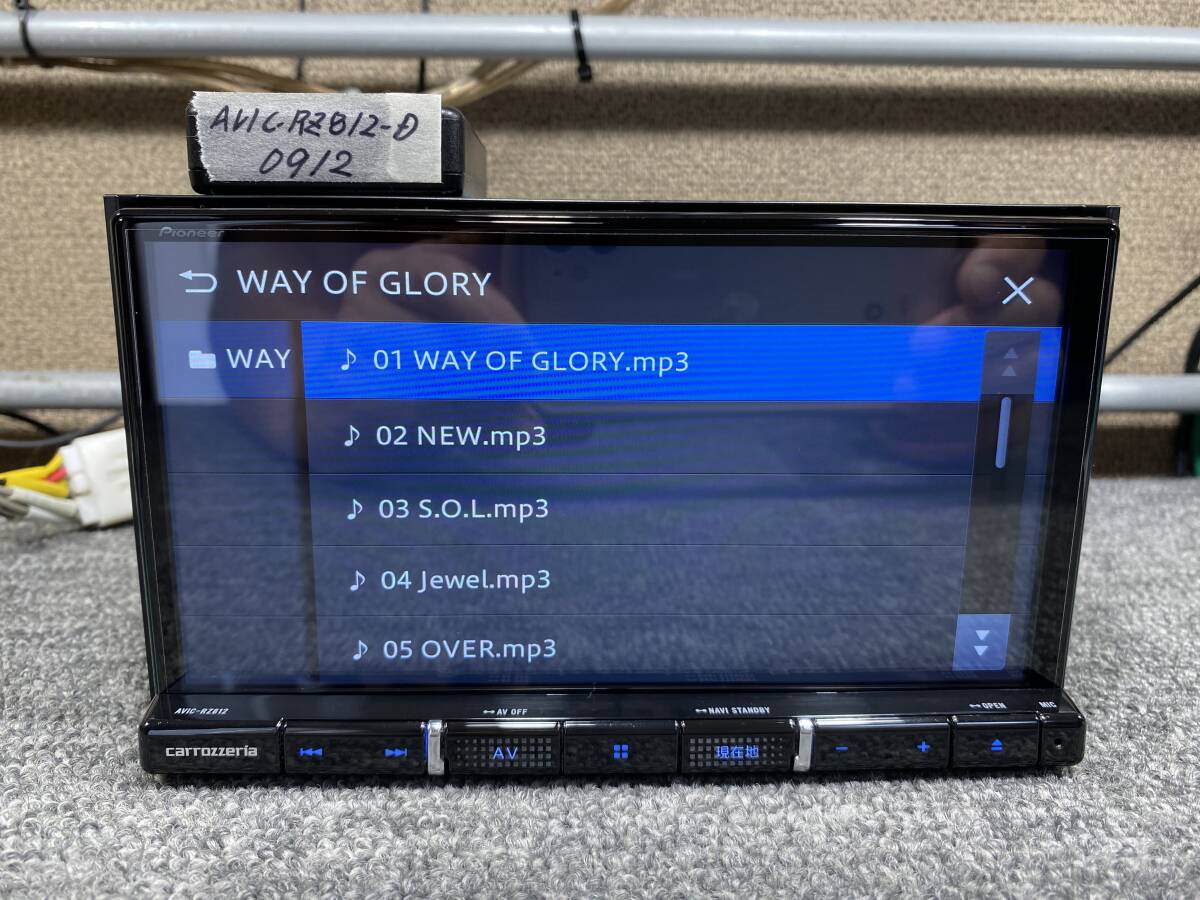 AVIC-RZ812-D
0912
Pioneer
WAY OF GLORY
WAY
01 WAY OF GLORY.mp3
02 NEW.mp3
03 S.O.L.mp3
04 Jewel.mp3
05 OVER.mp3
AVIC-RZ812
AV OFF
NAVI STANDBY
OPEN
MIC
carrozzeria
AV
現在地